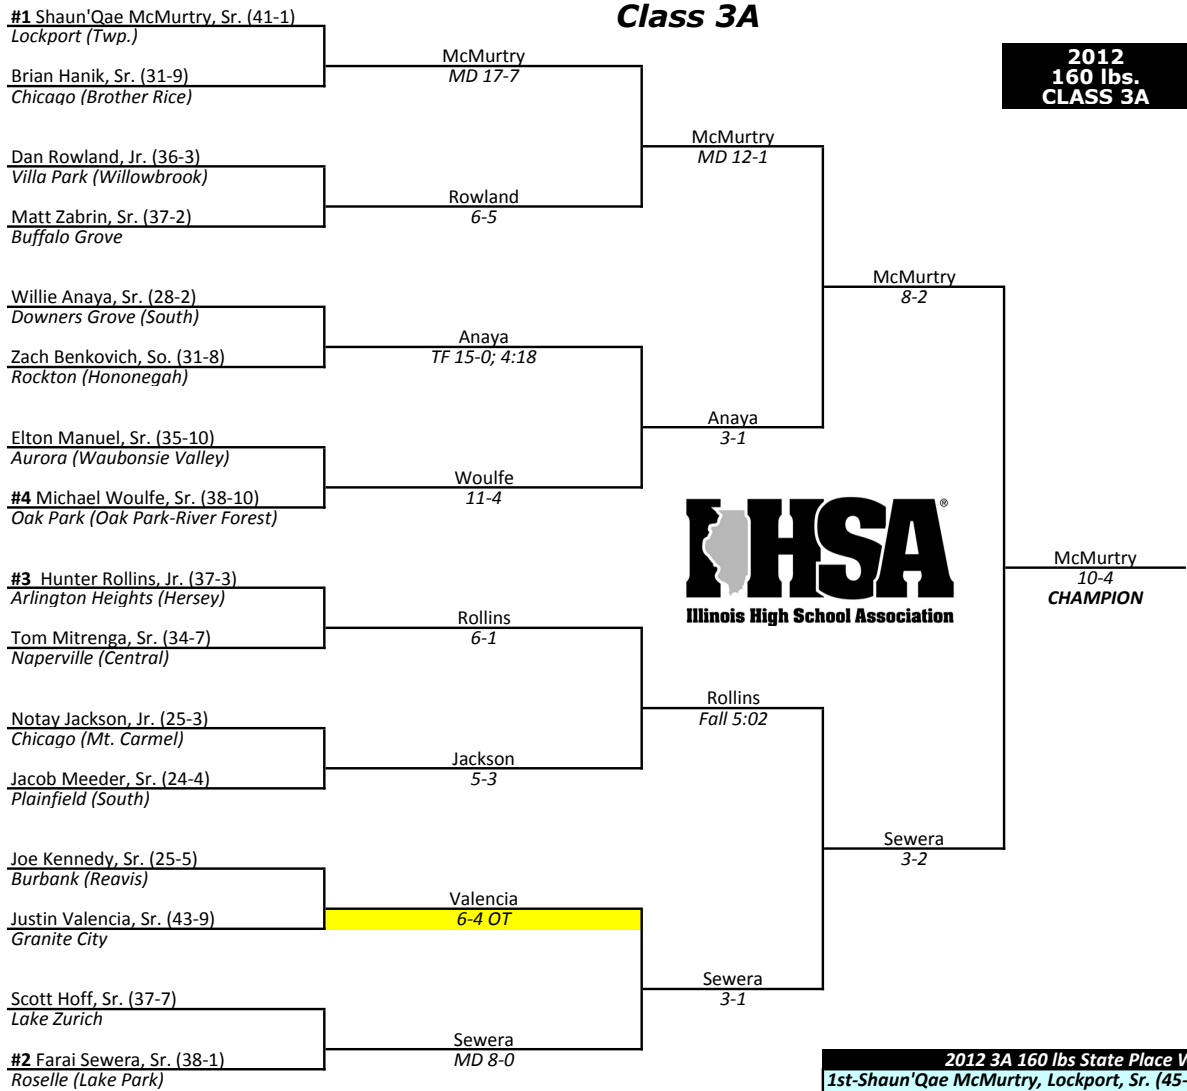 Class 3A
2012
160 lbs.
CLASS 3A
#1 Shaun'Qae McMurtry, Sr. (41-1)
Lockport (Twp.)
McMurtry
MD 17-7
Brian Hanik, Sr. (31-9)
Chicago (Brother Rice)
McMurtry
MD 12-1
Dan Rowland, Jr. (36-3)
Villa Park (Willowbrook)
Rowland
6-5
Matt Zabrin, Sr. (37-2)
Buffalo Grove
McMurtry
8-2
Willie Anaya, Sr. (28-2)
Downers Grove (South)
Anaya
TF 15-0; 4:18
Zach Benkovich, So. (31-8)
Rockton (Hononegah)
Anaya
3-1
Elton Manuel, Sr. (35-10)
Aurora (Waubonsie Valley)
Woulfe
11-4
#4 Michael Woulfe, Sr. (38-10)
Oak Park (Oak Park-River Forest)
IHSA®
Illinois High School Association
McMurtry
10-4
CHAMPION
#3 Hunter Rollins, Jr. (37-3)
Arlington Heights (Hersey)
Rollins
6-1
Tom Mitrenga, Sr. (34-7)
Naperville (Central)
Rollins
Fall 5:02
Notay Jackson, Jr. (25-3)
Chicago (Mt. Carmel)
Jackson
5-3
Jacob Meeder, Sr. (24-4)
Plainfield (South)
Sewera
3-2
Joe Kennedy, Sr. (25-5)
Burbank (Reavis)
Valencia
6-4 OT
Justin Valencia, Sr. (43-9)
Granite City
Sewera
3-1
Scott Hoff, Sr. (37-7)
Lake Zurich
Sewera
MD 8-0
#2 Farai Sewera, Sr. (38-1)
Roselle (Lake Park)
2012 3A 160 lbs State Place W
1st-Shaun'Qae McMurtry, Lockport, Sr. (45-